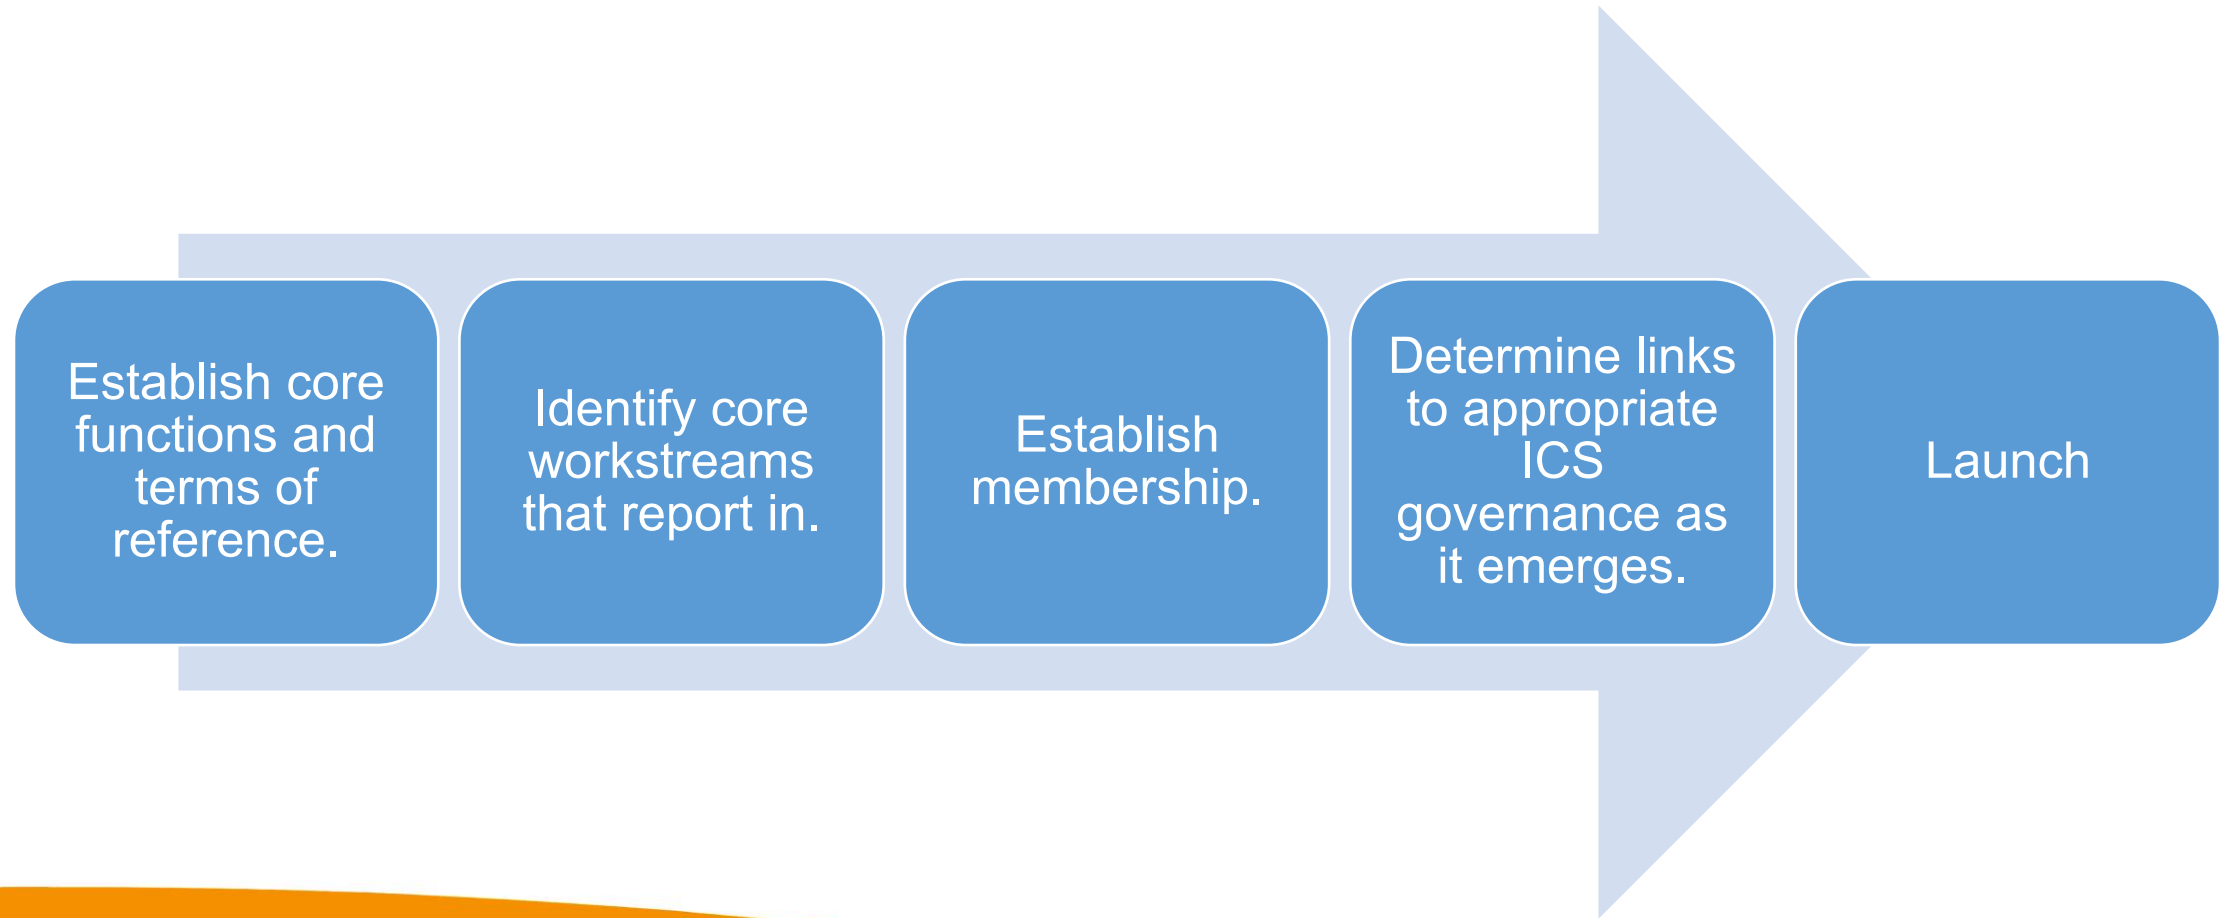 Establish core
functions and
terms of
reference.
Identify core
workstreams
that report in.
Establish
membership.
Determine links
to appropriate
ICS
governance as
it emerges.
Launch